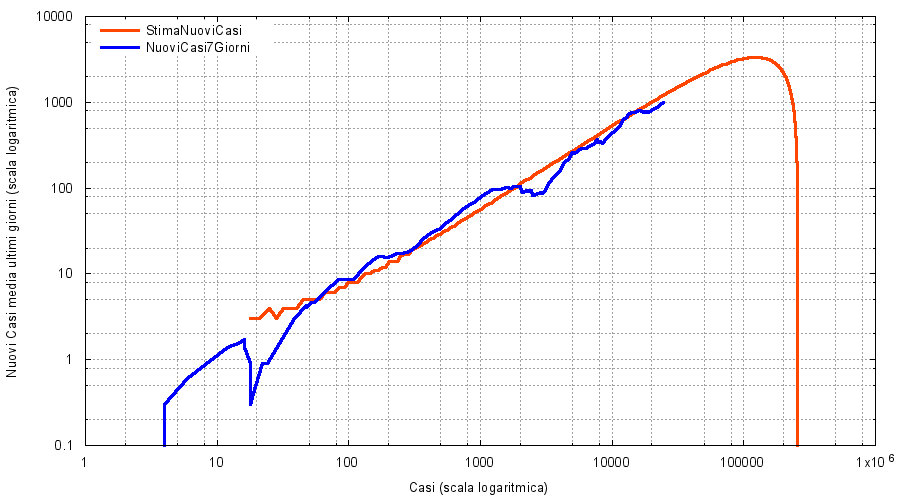 10000
1000
100
10
1
0.1
Nuovi Casi media ultimi giorni (scala logaritmica)
StimaNuoviCasi
NuoviCasi7Giorni
1 10 100 1000 10000 100000 1x10 6
Casi (scala logaritmica)